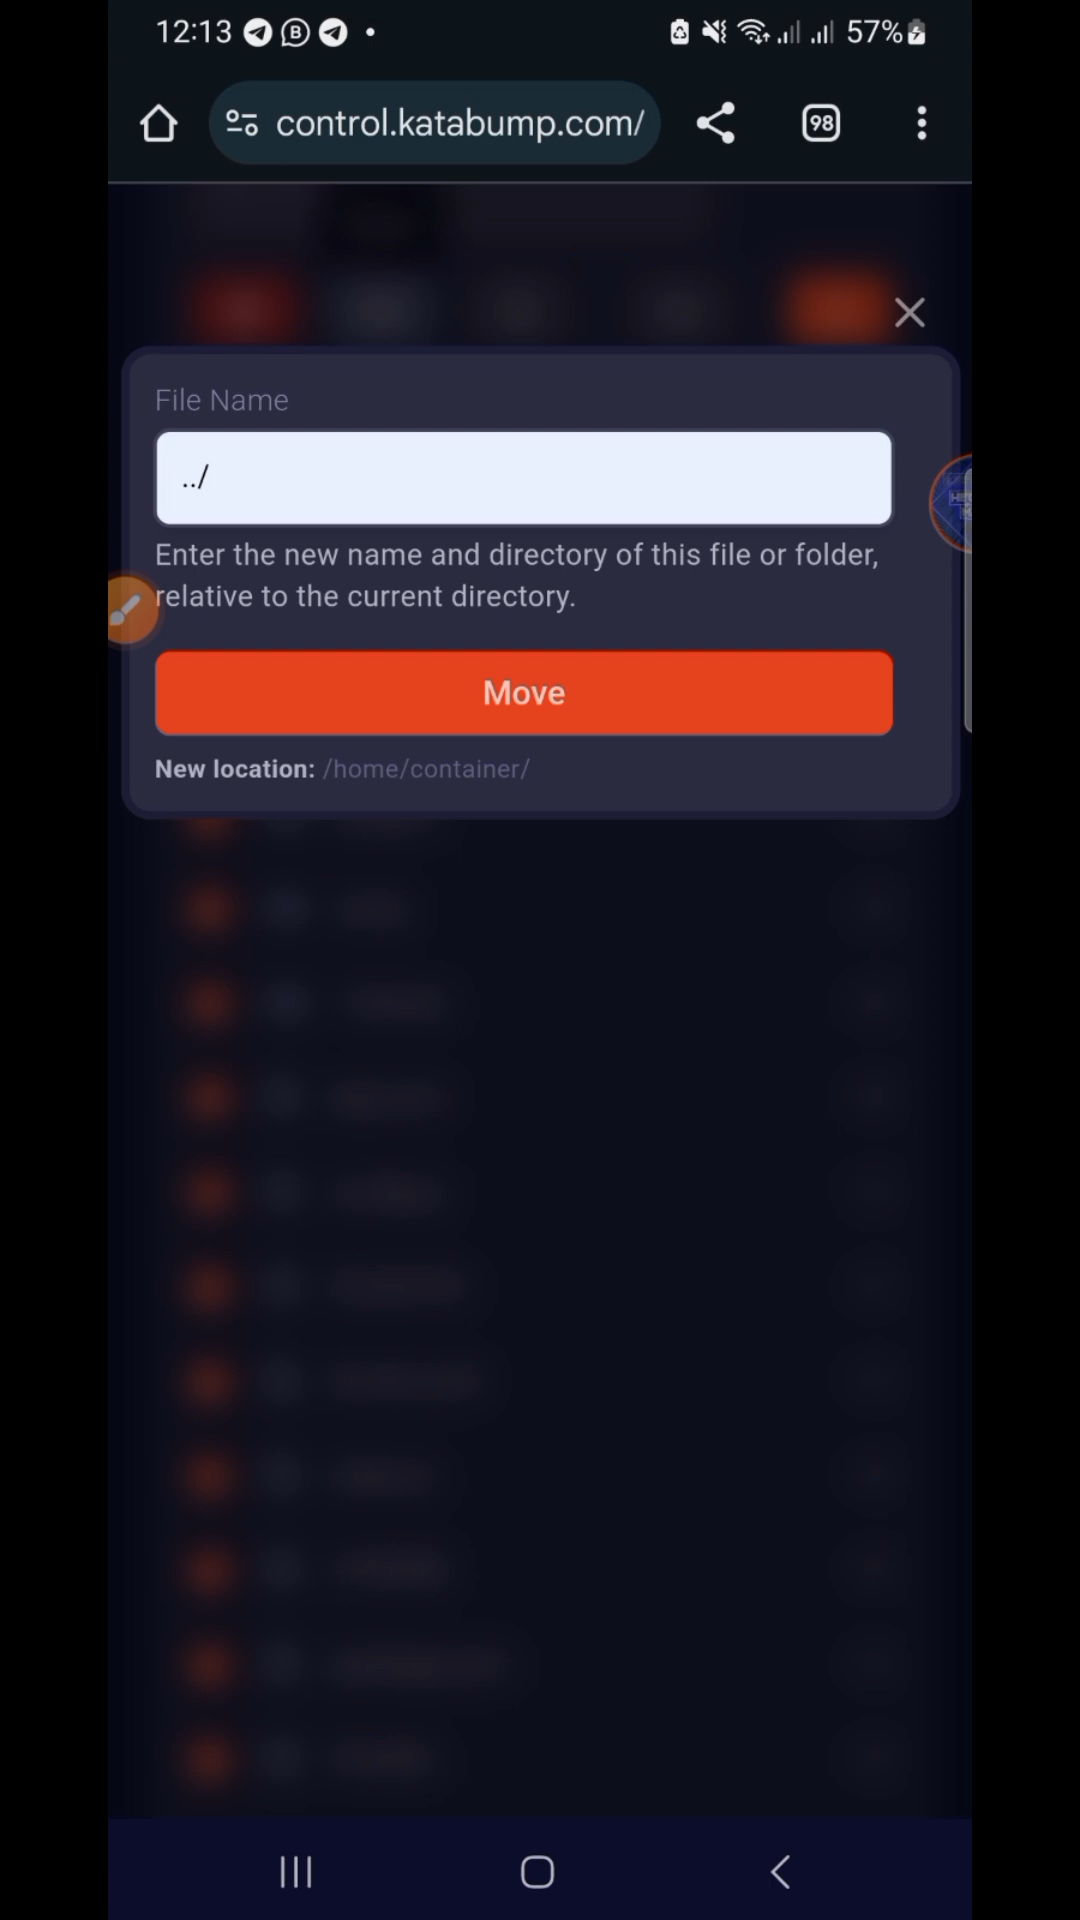 12:13
57%
control.katabump.com/
98
File Name
../
Enter the new name and directory of this file or folder,
relative to the current directory.
Move
New location: /home/container/